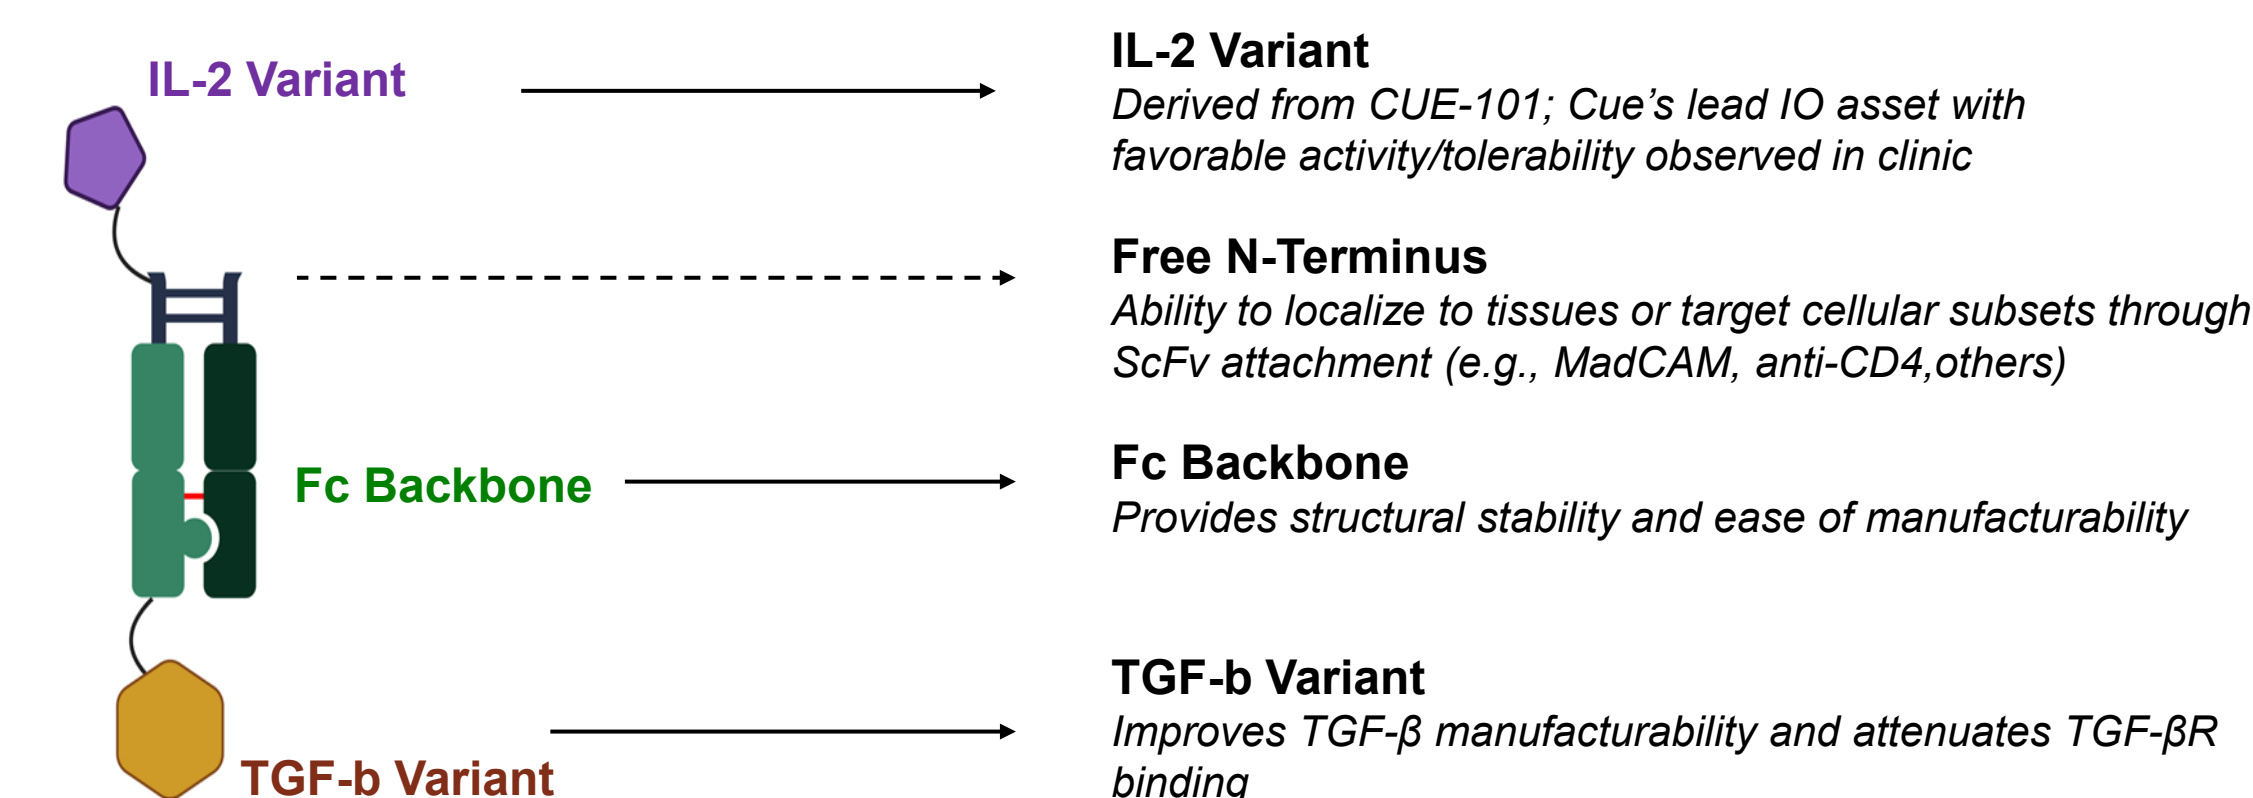 IL-2 Variant
IL-2 Variant
Derived from CUE-101; Cue’s lead IO asset with
favorable activity/tolerability observed in clinic
Free N-Terminus
Ability to localize to tissues or target cellular subsets through
ScFv attachment (e.g., MadCAM, anti-CD4,others)
Fc Backbone
Fc Backbone
Provides structural stability and ease of manufacturability
TGF-b Variant
TGF-b Variant
Improves TGF-β manufacturability and attenuates TGF-βR
binding